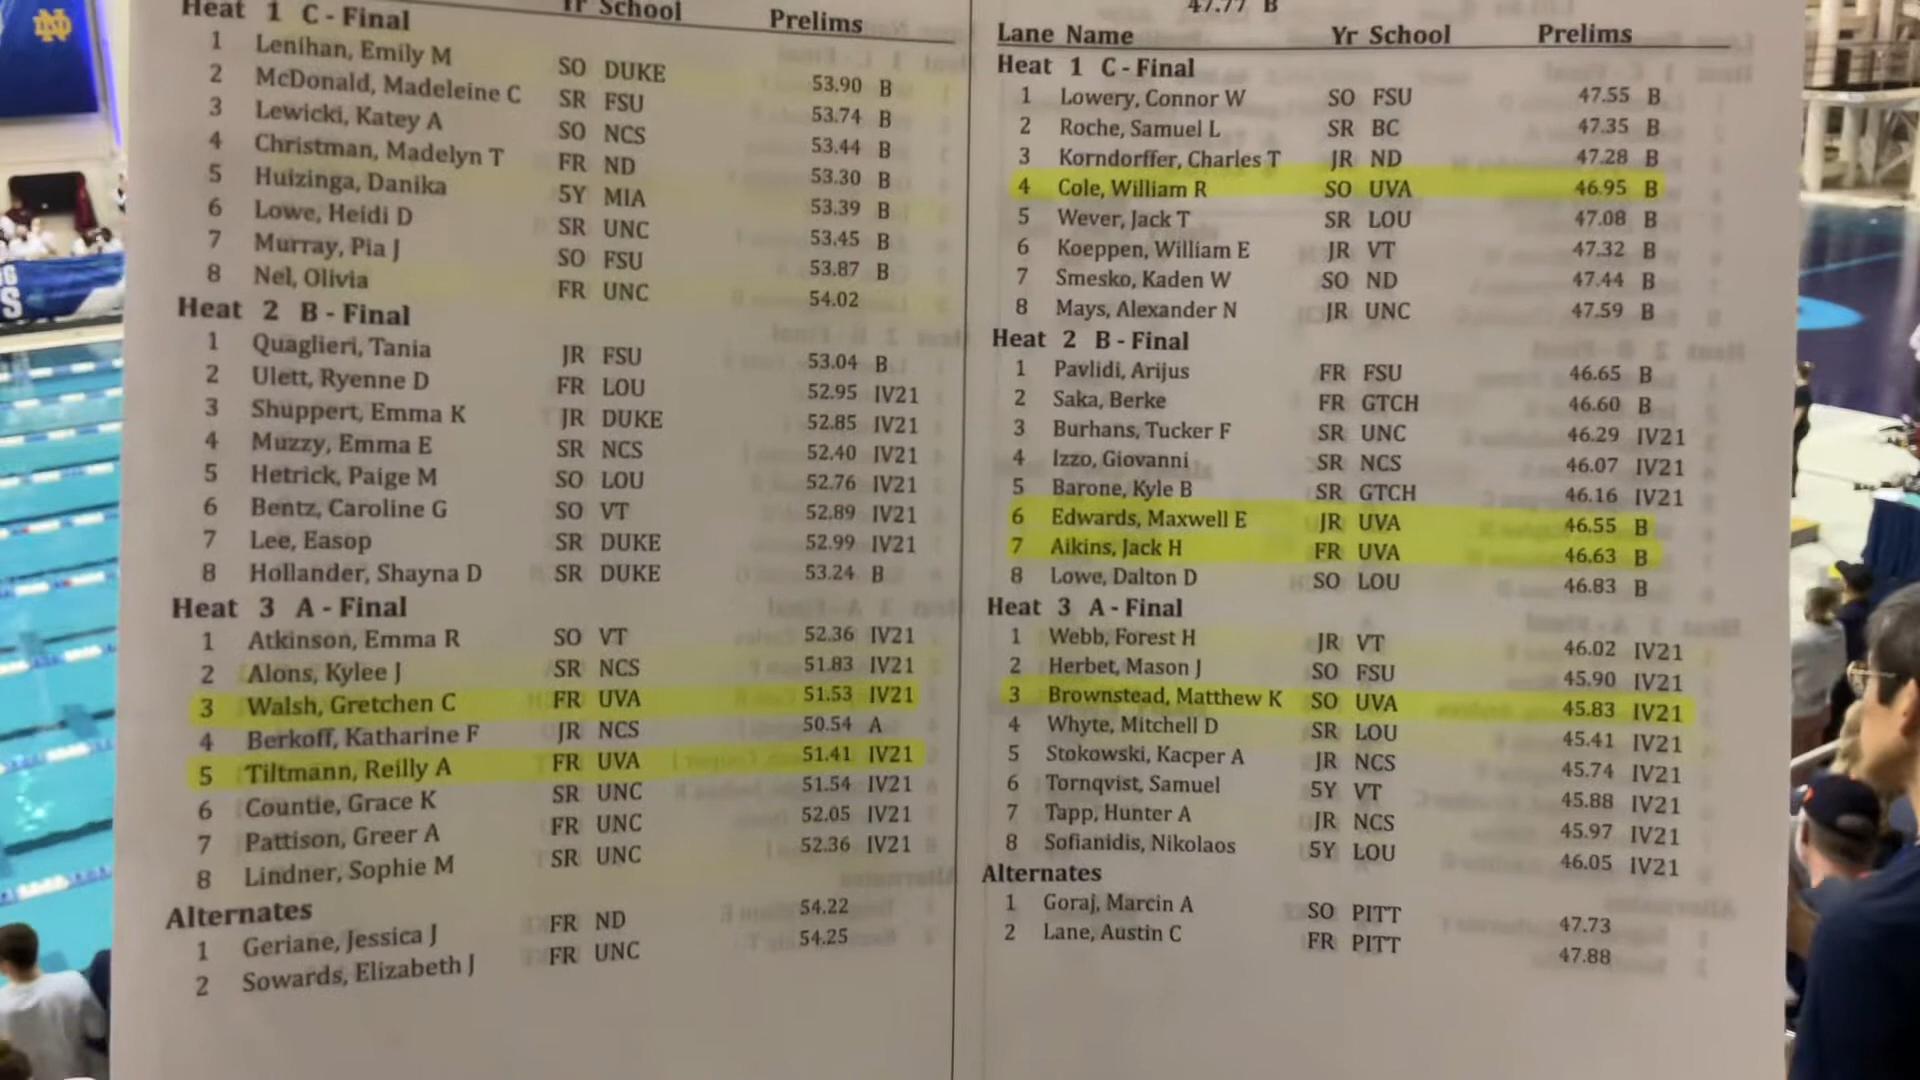 Heat 1 C - Final Yr School Prelims
1 Lenihan, Emily M SO DUKE 53.90 B
2 McDonald, Madeleine C SR FSU 53.74 B
3 Lewicki, Katey A SO NCS 53.44 B
4 Christman, Madelyn T FR ND 53.30 B
5 Huizinga, Danika 5Y MIA 53.39 B
6 Lowe, Heidi D SR UNC 53.45 B
7 Murray, Pia J SO FSU 53.87 B
8 Nel, Olivia FR UNC 54.02
Heat 2 B - Final
1 Quaglieri, Tania JR FSU 53.04 B
2 Ulett, Ryenne D FR LOU 52.95 IV21
3 Shuppert, Emma K JR DUKE 52.85 IV21
4 Muzzy, Emma E SR NCS 52.40 IV21
5 Hetrick, Paige M SO LOU 52.76 IV21
6 Bentz, Caroline G SO VT 52.89 IV21
7 Lee, Easop SR DUKE 52.99 IV21
8 Hollander, Shayna D SR DUKE 53.24 B
Heat 3 A - Final
1 Atkinson, Emma R SO VT 52.36 IV21
2 Alons, Kylee J SR NCS 51.83 IV21
3 Walsh, Gretchen C FR UVA 51.53 IV21
4 Berkoff, Katharine F JR NCS 50.54 A
5 Tiltmann, Reilly A FR UVA 51.41 IV21
6 Countie, Grace K SR UNC 51.54 IV21
7 Pattison, Greer A FR UNC 52.05 IV21
8 Lindner, Sophie M SR UNC 52.36 IV21
Alternates
1 Geriane, Jessica J FR ND 54.22
2 Sowards, Elizabeth J FR UNC 54.25
47.77 B
Lane Name Yr School Prelims
Heat 1 C - Final
1 Lowery, Connor W SO FSU 47.55 B
2 Roche, Samuel L SR BC 47.35 B
3 Korndorffer, Charles T JR ND 47.28 B
4 Cole, William R SO UVA 46.95 B
5 Wever, Jack T SR LOU 47.08 B
6 Koeppen, William E JR VT 47.32 B
7 Smesko, Kaden W SO ND 47.44 B
8 Mays, Alexander N JR UNC 47.59 B
Heat 2 B - Final
1 Pavlidi, Arijus FR FSU 46.65 B
2 Saka, Berke FR GTCH 46.60 B
3 Burhans, Tucker F SR UNC 46.29 IV21
4 Izzo, Giovanni SR NCS 46.07 IV21
5 Barone, Kyle B SR GTCH 46.16 IV21
6 Edwards, Maxwell E JR UVA 46.55 B
7 Aikins, Jack H FR UVA 46.63 B
8 Lowe, Dalton D SO LOU 46.83 B
Heat 3 A - Final
1 Webb, Forest H JR VT 46.02 IV21
2 Herbet, Mason J SO FSU 45.90 IV21
3 Brownstead, Matthew K SO UVA 45.83 IV21
4 Whyte, Mitchell D SR LOU 45.41 IV21
5 Stokowski, Kacper A JR NCS 45.74 IV21
6 Tornqvist, Samuel 5Y VT 45.88 IV21
7 Tapp, Hunter A JR NCS 45.97 IV21
8 Sofianidis, Nikolaos 5Y LOU 46.05 IV21
Alternates
1 Goraj, Marcin A SO PITT 47.73
2 Lane, Austin C FR PITT 47.88